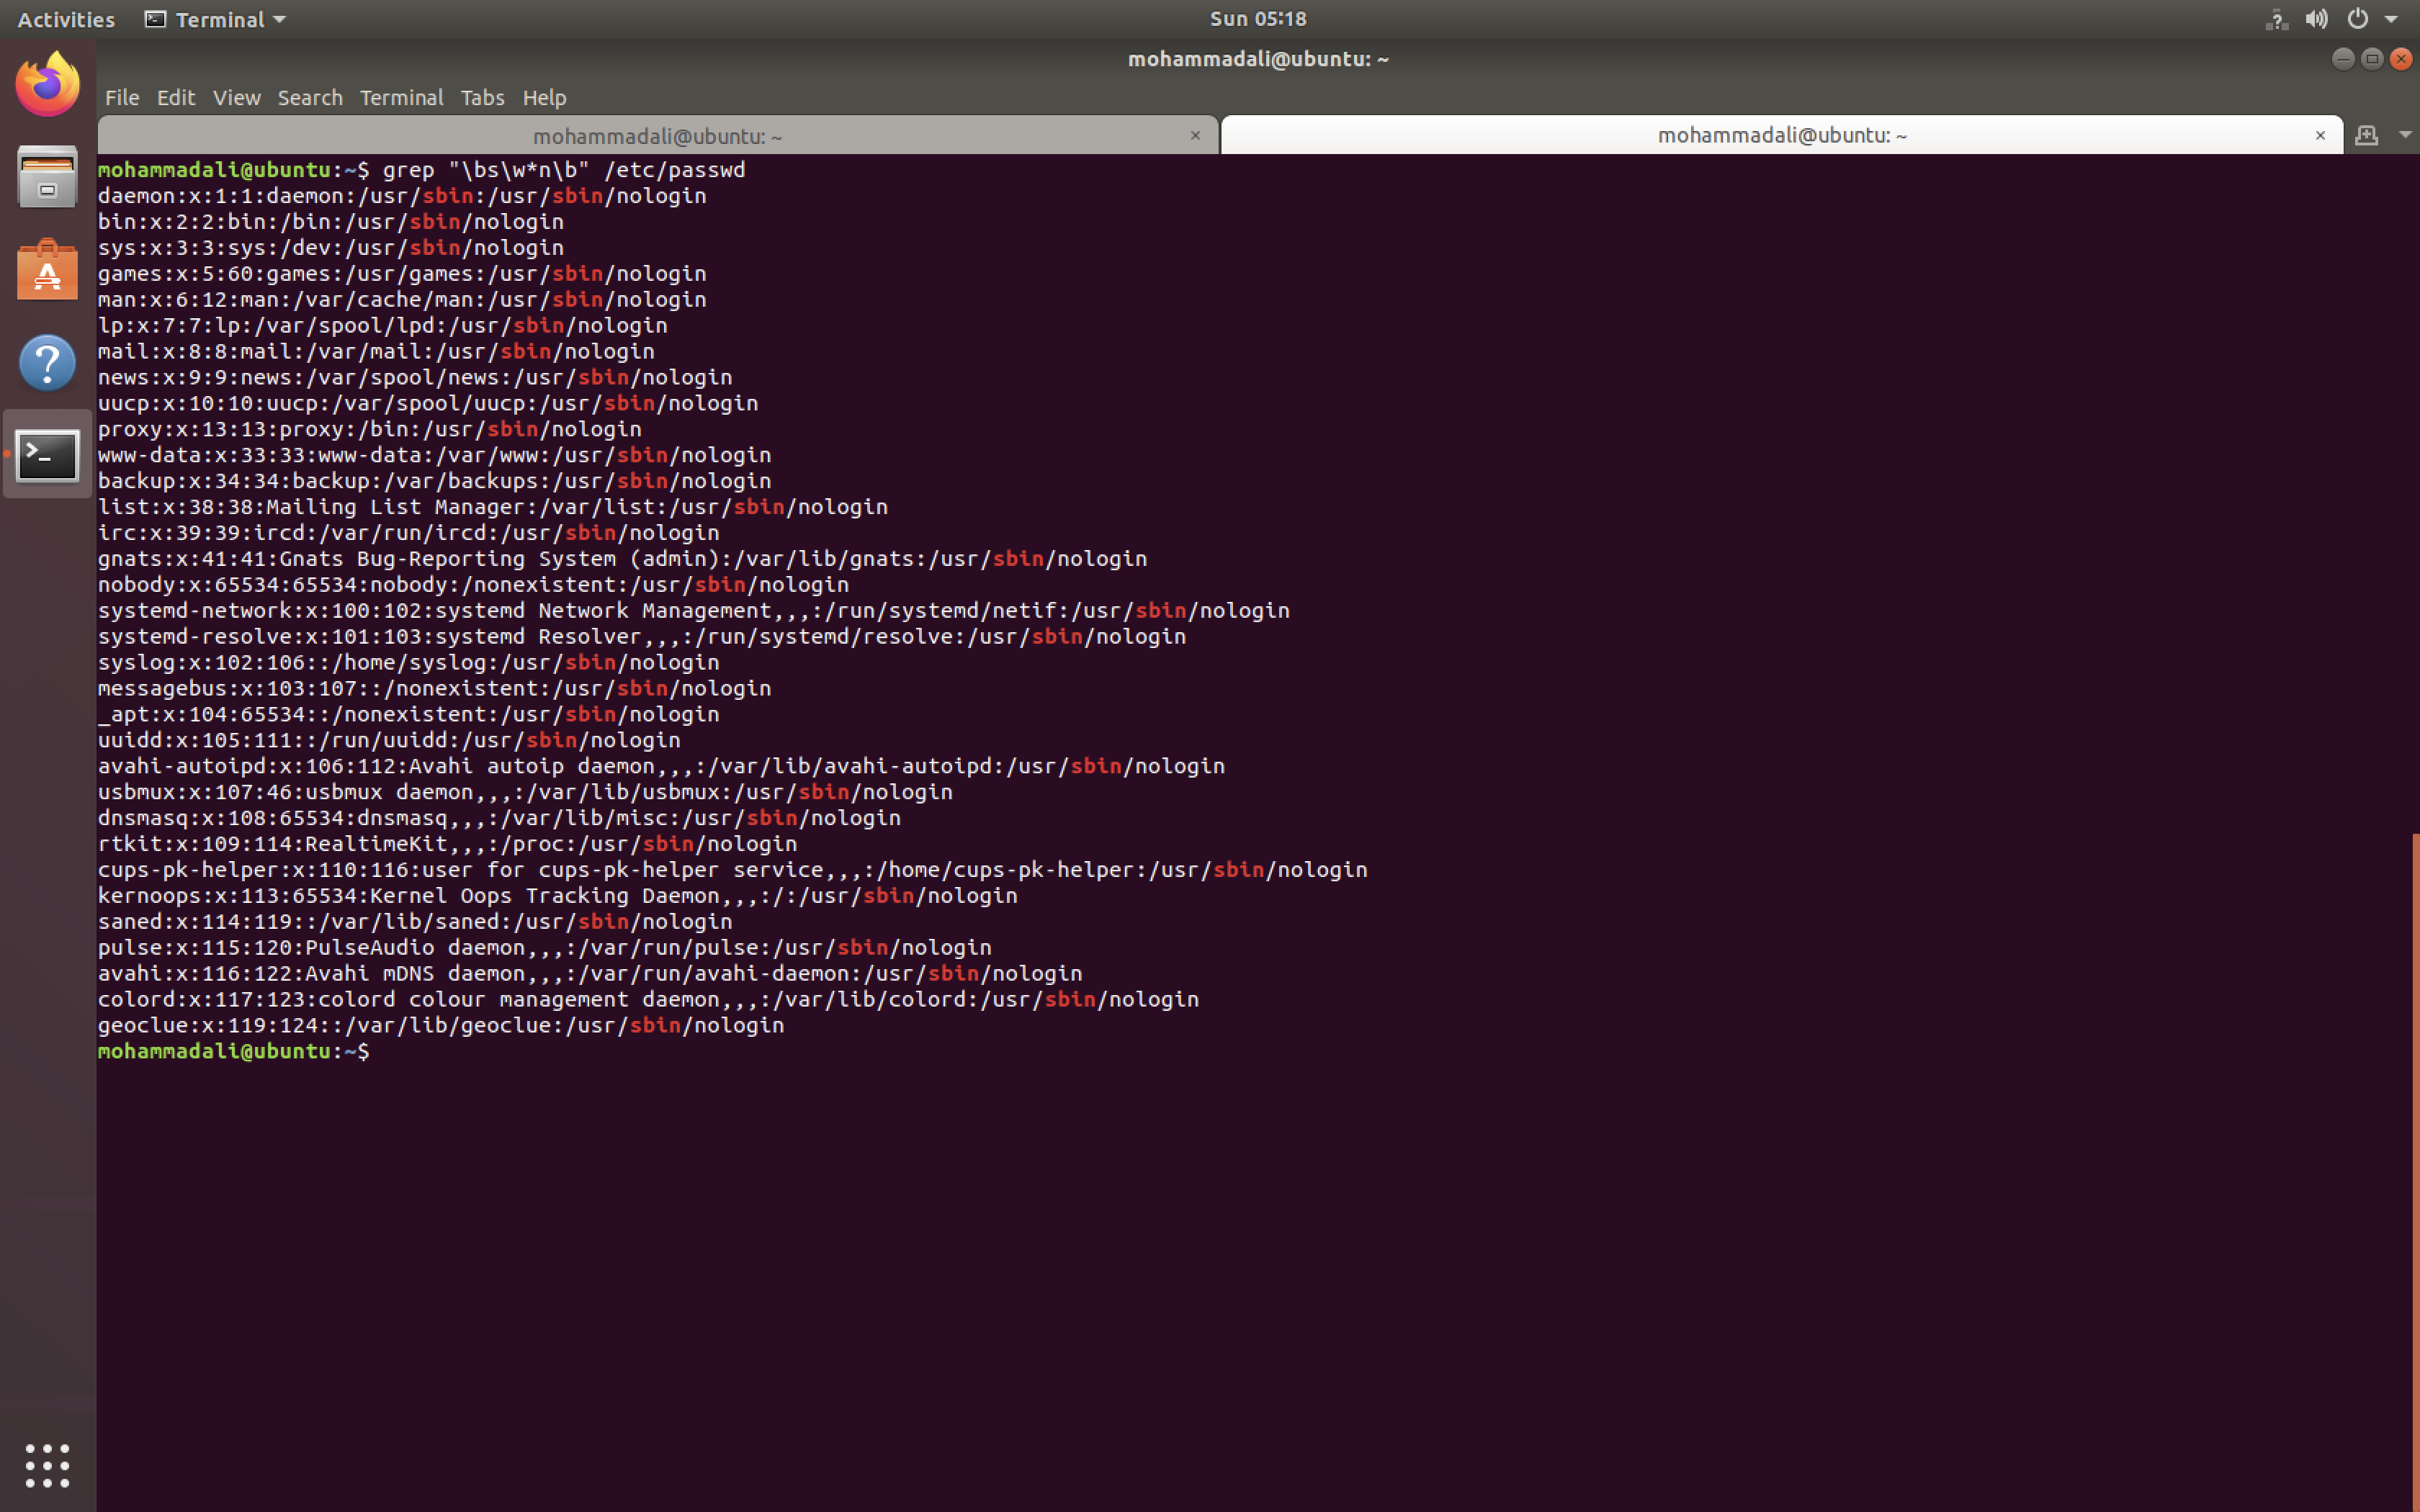 Activities Terminal Sun 05:18
mohammadali@ubuntu: ~
File Edit View Search Terminal Tabs Help
mohammadali@ubuntu: ~ × mohammadali@ubuntu: ~ ×
mohammadali@ubuntu:~$ grep "\bs\w*n\b" /etc/passwd
daemon:x:1:1:daemon:/usr/sbin:/usr/sbin/nologin
bin:x:2:2:bin:/bin:/usr/sbin/nologin
sys:x:3:3:sys:/dev:/usr/sbin/nologin
games:x:5:60:games:/usr/games:/usr/sbin/nologin
man:x:6:12:man:/var/cache/man:/usr/sbin/nologin
lp:x:7:7:lp:/var/spool/lpd:/usr/sbin/nologin
mail:x:8:8:mail:/var/mail:/usr/sbin/nologin
news:x:9:9:news:/var/spool/news:/usr/sbin/nologin
uucp:x:10:10:uucp:/var/spool/uucp:/usr/sbin/nologin
proxy:x:13:13:proxy:/bin:/usr/sbin/nologin
www-data:x:33:33:www-data:/var/www:/usr/sbin/nologin
backup:x:34:34:backup:/var/backups:/usr/sbin/nologin
list:x:38:38:Mailing List Manager:/var/list:/usr/sbin/nologin
irc:x:39:39:ircd:/var/run/ircd:/usr/sbin/nologin
gnats:x:41:41:Gnats Bug-Reporting System (admin):/var/lib/gnats:/usr/sbin/nologin
nobody:x:65534:65534:nobody:/nonexistent:/usr/sbin/nologin
systemd-network:x:100:102:systemd Network Management,,,:/run/systemd/netif:/usr/sbin/nologin
systemd-resolve:x:101:103:systemd Resolver,,,:/run/systemd/resolve:/usr/sbin/nologin
syslog:x:102:106::/home/syslog:/usr/sbin/nologin
messagebus:x:103:107::/nonexistent:/usr/sbin/nologin
_apt:x:104:65534::/nonexistent:/usr/sbin/nologin
uuidd:x:105:111::/run/uuidd:/usr/sbin/nologin
avahi-autoipd:x:106:112:Avahi autoip daemon,,,:/var/lib/avahi-autoipd:/usr/sbin/nologin
usbmux:x:107:46:usbmux daemon,,,:/var/lib/usbmux:/usr/sbin/nologin
dnsmasq:x:108:65534:dnsmasq,,,:/var/lib/misc:/usr/sbin/nologin
rtkit:x:109:114:RealtimeKit,,,:/proc:/usr/sbin/nologin
cups-pk-helper:x:110:116:user for cups-pk-helper service,,,:/home/cups-pk-helper:/usr/sbin/nologin
kernoops:x:113:65534:Kernel Oops Tracking Daemon,,,:/:/usr/sbin/nologin
saned:x:114:119::/var/lib/saned:/usr/sbin/nologin
pulse:x:115:120:PulseAudio daemon,,,:/var/run/pulse:/usr/sbin/nologin
avahi:x:116:122:Avahi mDNS daemon,,,:/var/run/avahi-daemon:/usr/sbin/nologin
colord:x:117:123:colord colour management daemon,,,:/var/lib/colord:/usr/sbin/nologin
geoclue:x:119:124::/var/lib/geoclue:/usr/sbin/nologin
mohammadali@ubuntu:~$